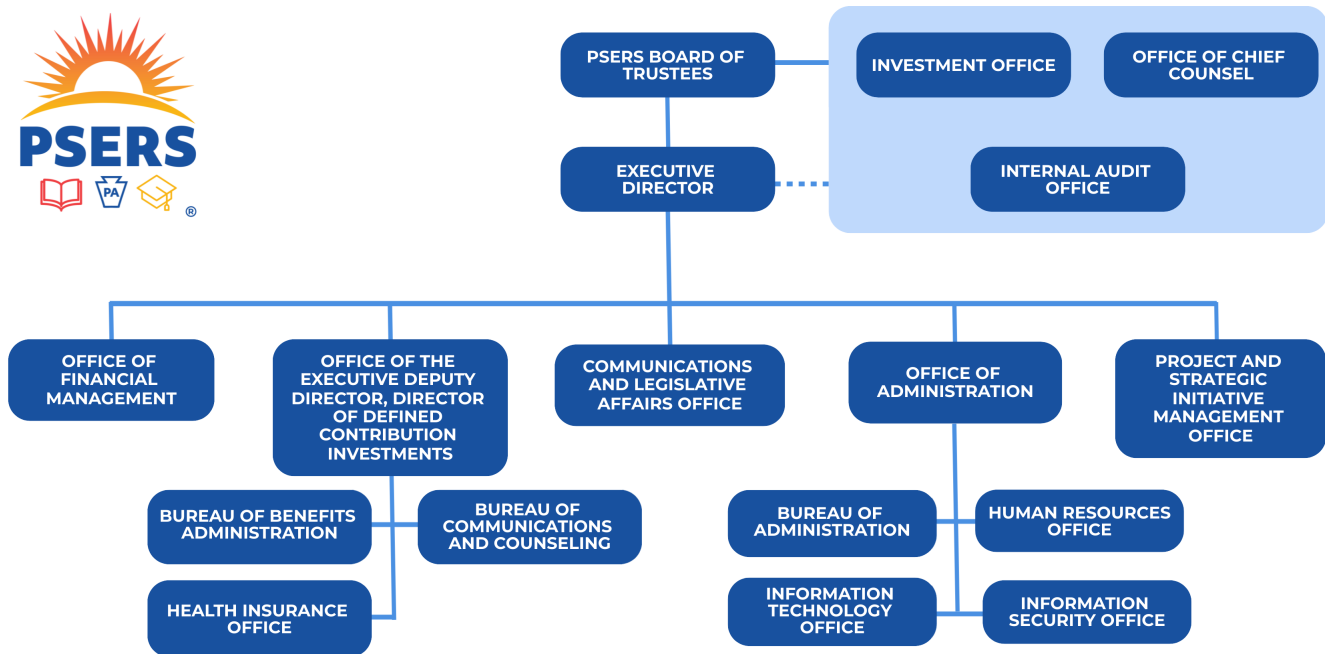 PSERS BOARD OF
TRUSTEES
INVESTMENT OFFICE
OFFICE OF CHIEF
COUNSEL
PSERS
PA
®
EXECUTIVE
DIRECTOR
INTERNAL AUDIT
OFFICE
OFFICE OF
FINANCIAL
MANAGEMENT
OFFICE OF THE
EXECUTIVE DEPUTY
DIRECTOR, DIRECTOR
OF DEFINED
CONTRIBUTION
INVESTMENTS
COMMUNICATIONS
AND LEGISLATIVE
AFFAIRS OFFICE
OFFICE OF
ADMINISTRATION
PROJECT AND
STRATEGIC
INITIATIVE
MANAGEMENT
OFFICE
BUREAU OF BENEFITS
ADMINISTRATION
BUREAU OF
COMMUNICATIONS
AND COUNSELING
BUREAU OF
ADMINISTRATION
HUMAN RESOURCES
OFFICE
HEALTH INSURANCE
OFFICE
INFORMATION
TECHNOLOGY
OFFICE
INFORMATION
SECURITY OFFICE